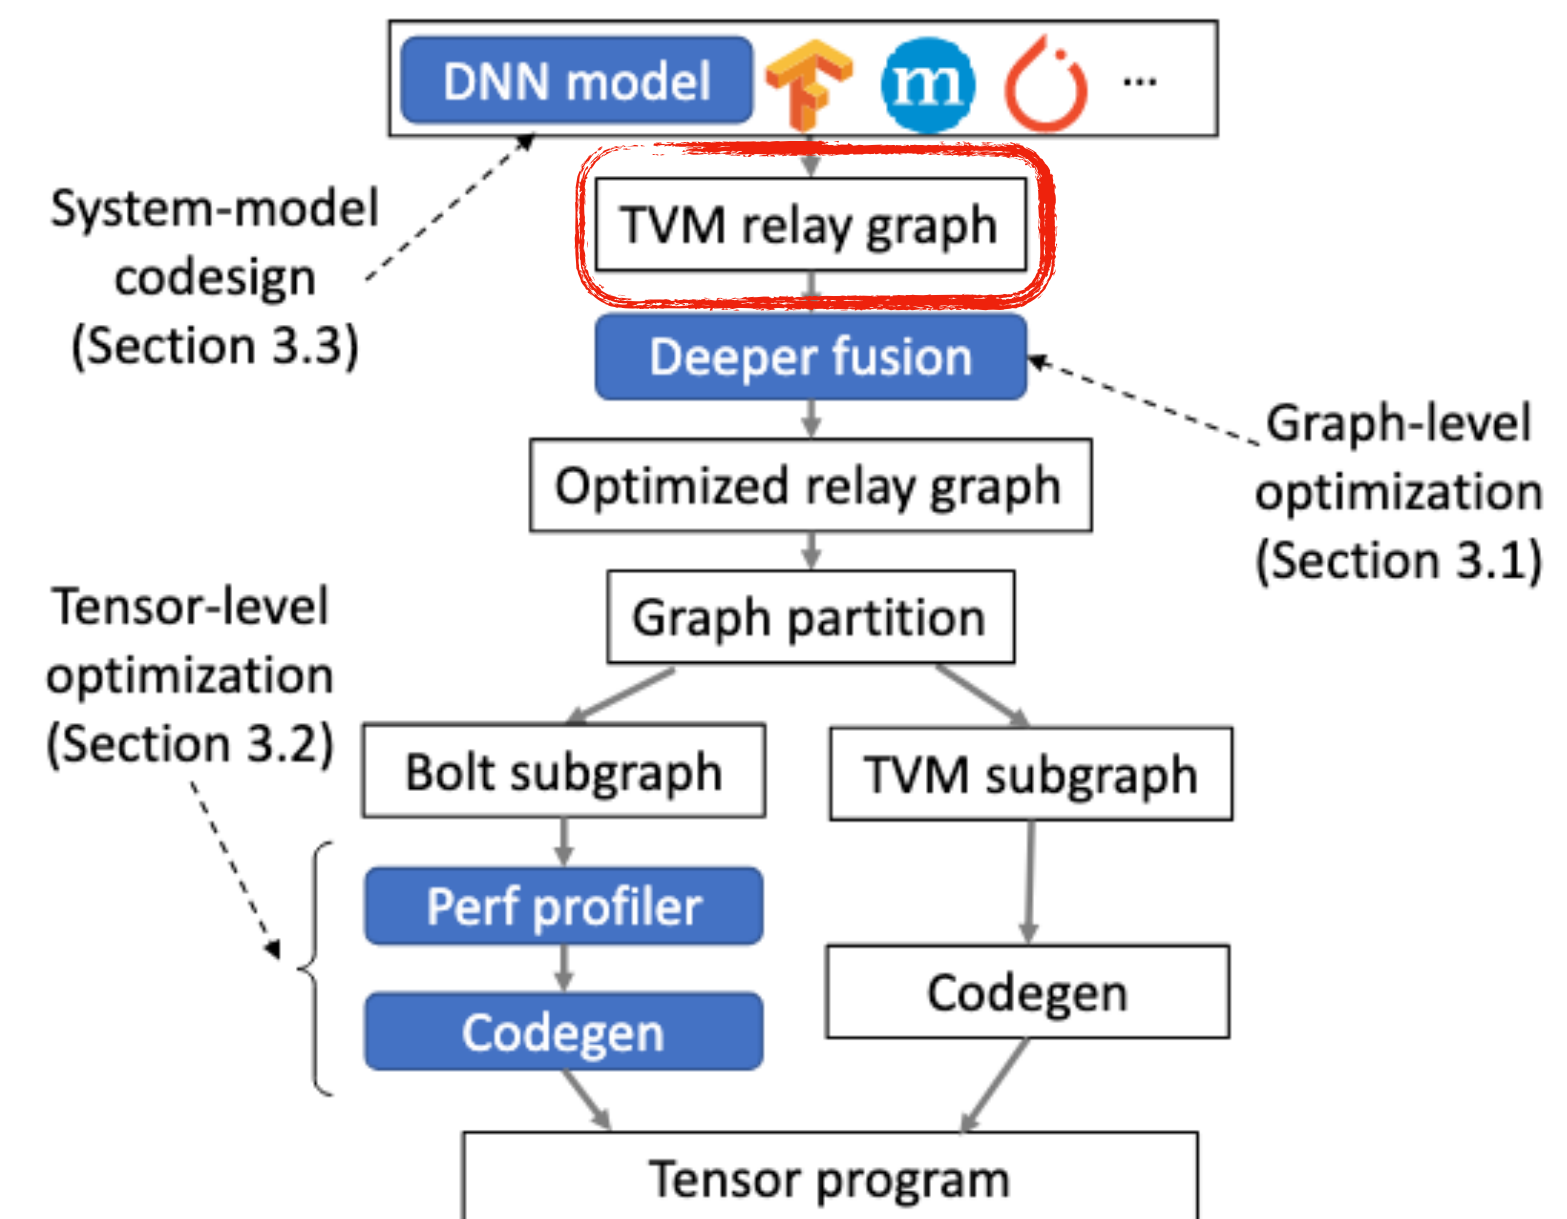 DNN model
m
...
System-model
codesign
(Section 3.3)
TVM relay graph
Deeper fusion
Graph-level
optimization
(Section 3.1)
Optimized relay graph
Graph partition
Tensor-level
optimization
(Section 3.2)
Bolt subgraph
TVM subgraph
Perf profiler
Codegen
Codegen
Tensor program